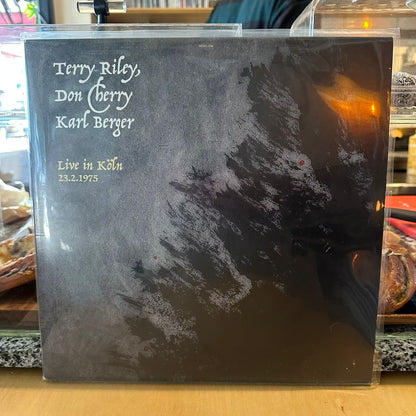 Terry Riley,
Don Cherry
Karl Berger
Live in Köln
23.2.1975